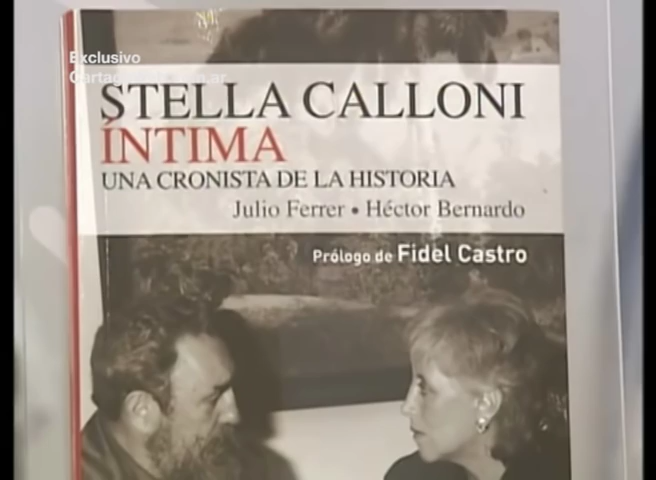 Exclusivo
STELLA CALLONI
ÍNTIMA
UNA CRONISTA DE LA HISTORIA
Julio Ferrer • Héctor Bernardo
Prólogo de Fidel Castro